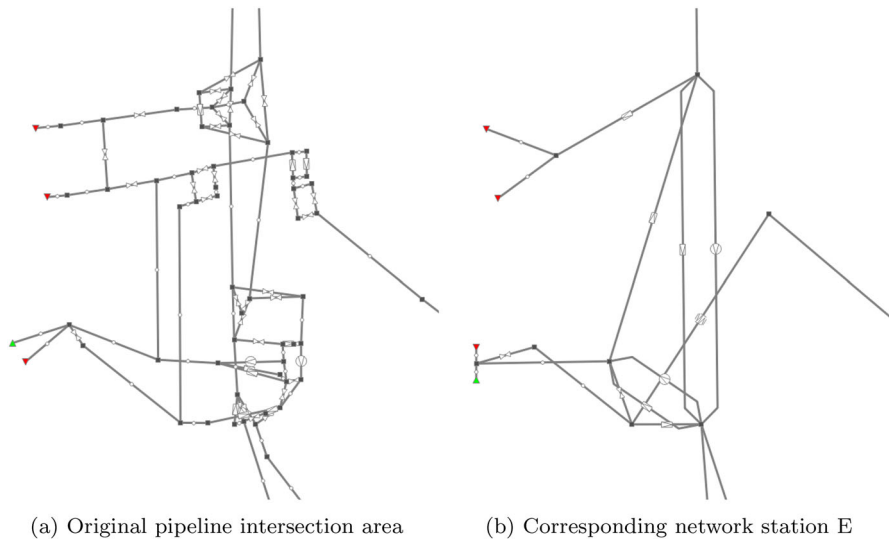 (a) Original pipeline intersection area
(b) Corresponding network station E